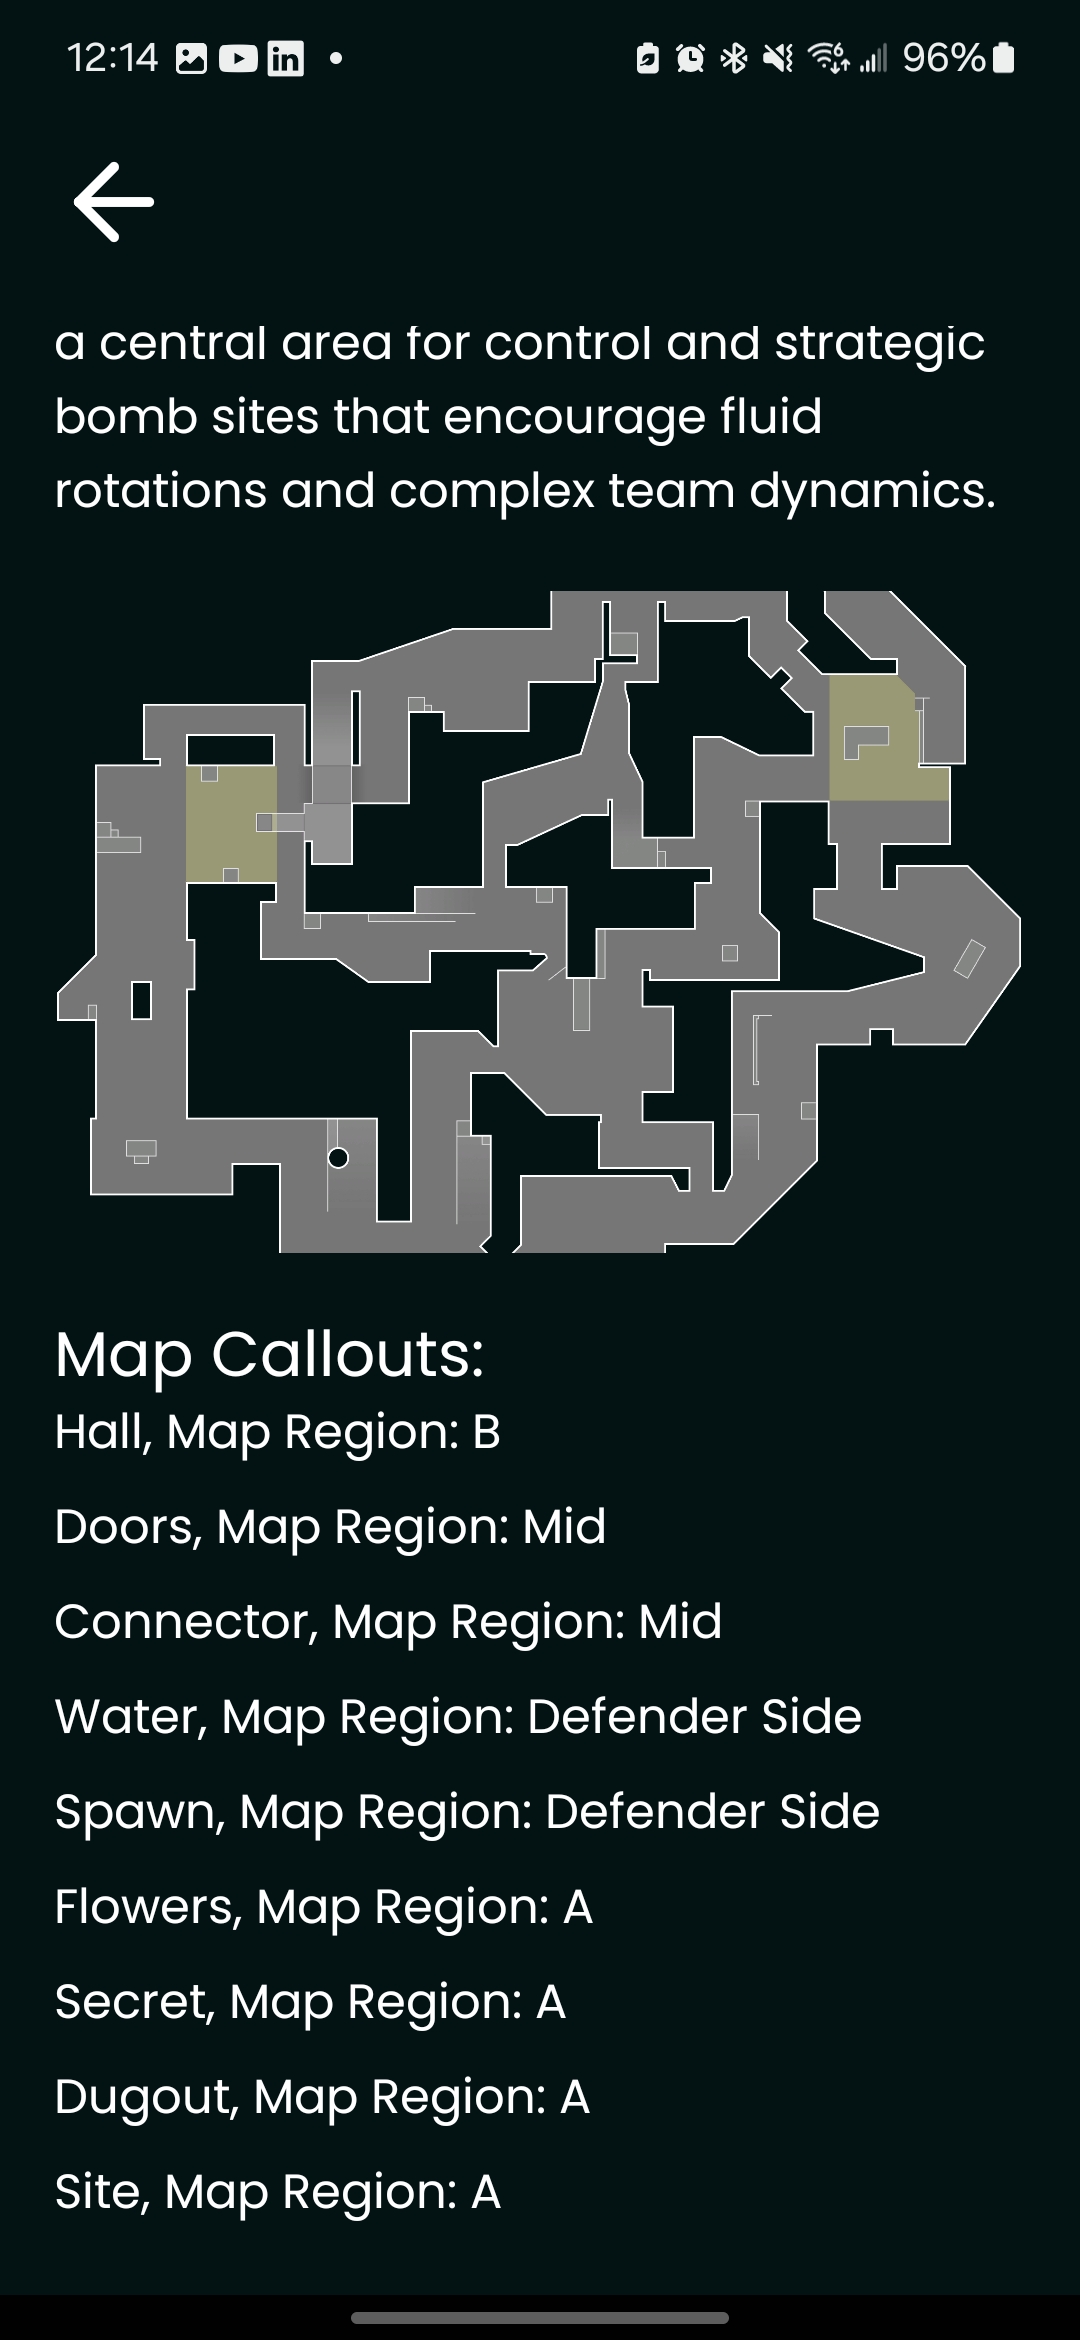 12:14
in
6
96%
a central area for control and strategic
bomb sites that encourage fluid
rotations and complex team dynamics.
Map Callouts:
Hall, Map Region: B
Doors, Map Region: Mid
Connector, Map Region: Mid
Water, Map Region: Defender Side
Spawn, Map Region: Defender Side
Flowers, Map Region: A
Secret, Map Region: A
Dugout, Map Region: A
Site, Map Region: A